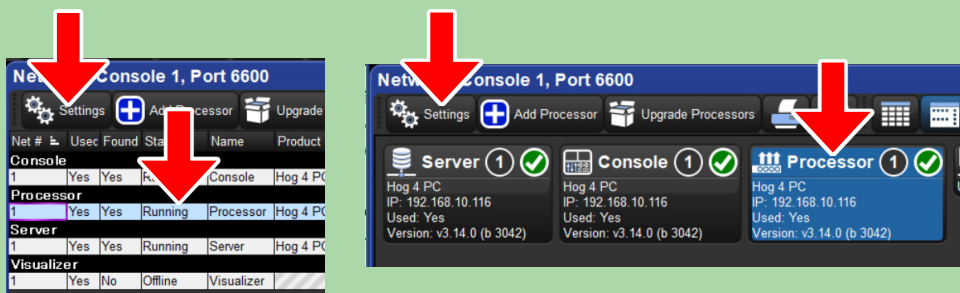 Console 1, Port 6600
Settings
Processor
Upgrade
Net #
Used
Found
Name
Product
Console
1 Yes Yes Console Hog 4 PC
Processor
1 Yes Yes Running Processor Hog 4 PC
Server
1 Yes Yes Running Server Hog 4 PC
Visualizer
1 Yes No Offline Visualizer
Console 1, Port 6600
Settings Add Processor Upgrade Processors
Server 1 Console 1 Processor 1
Hog 4 PC Hog 4 PC Hog 4 PC
IP: 192.168.10.116 IP: 192.168.10.116 IP: 192.168.10.116
Used: Yes Used: Yes Used: Yes
Version: v3.14.0 (b 3042) Version: v3.14.0 (b 3042) Version: v3.14.0 (b 3042)